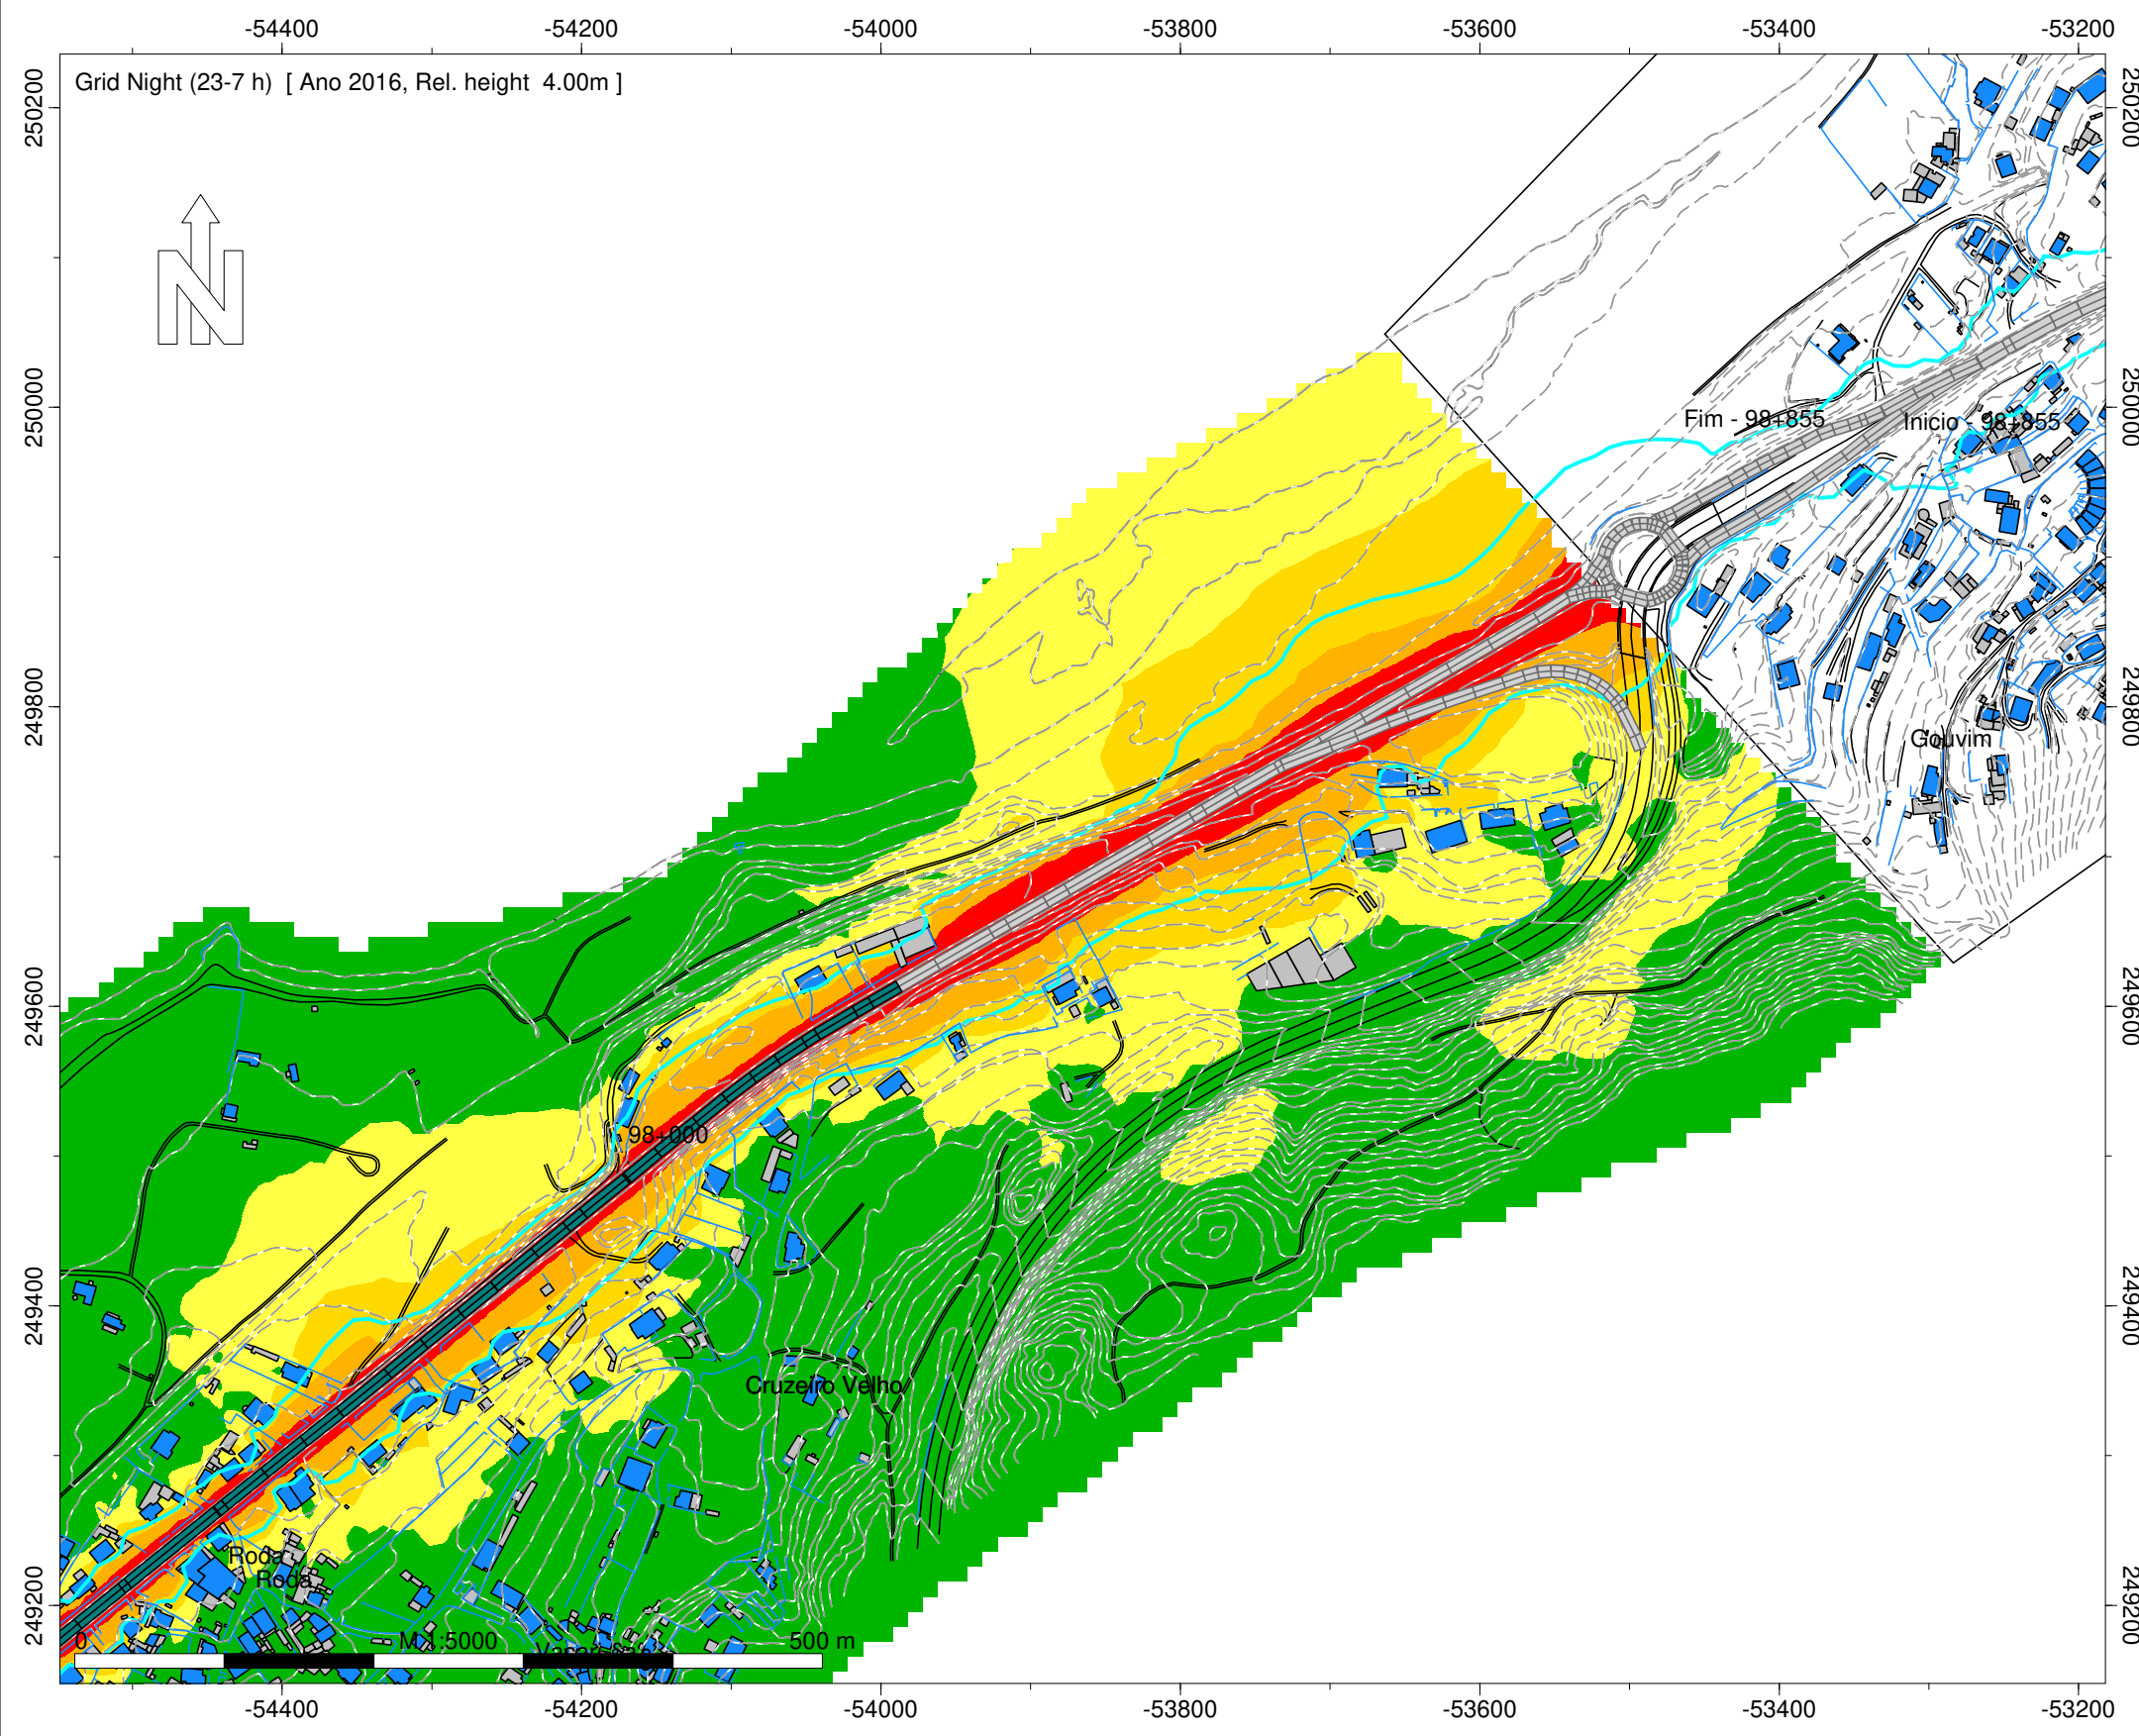 -54400 -54200 -54000 -53800 -53600 -53400 -53200
Grid Night (23-7 h) [ Ano 2016, Rel. height 4.00m ]
250200 250200
N
250000 250000
Fim - 98+855
Inicio - 98+855
249800 249800
Gouvim
249600 249600
98+000
249400 249400
Cruzeiro Velho
Roda
Roda
249200 249200
0 M 1:5000 500 m
-54400 -54200 -54000 -53800 -53600 -53400 -53200